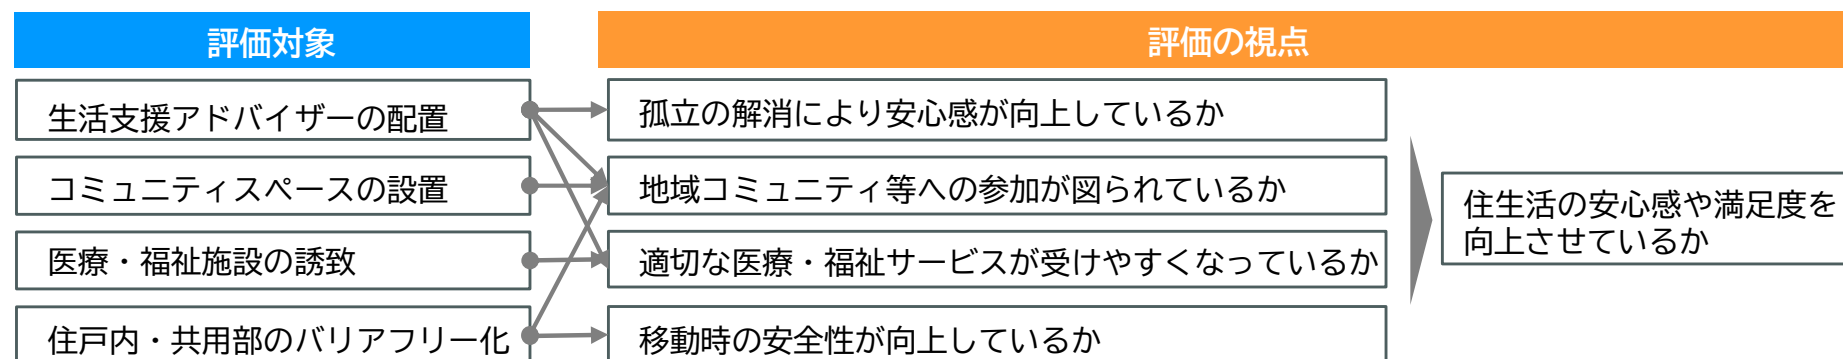 評価対象
評価の視点
生活支援アドバイザーの配置
孤立の解消により安心感が向上しているか
コミュニティスペースの設置
地域コミュニティ等への参加が図られているか
医療・福祉施設の誘致
適切な医療・福祉サービスが受けやすくなっているか
住戸内・共用部のバリアフリー化
移動時の安全性が向上しているか
住生活の安心感や満足度を
向上させているか